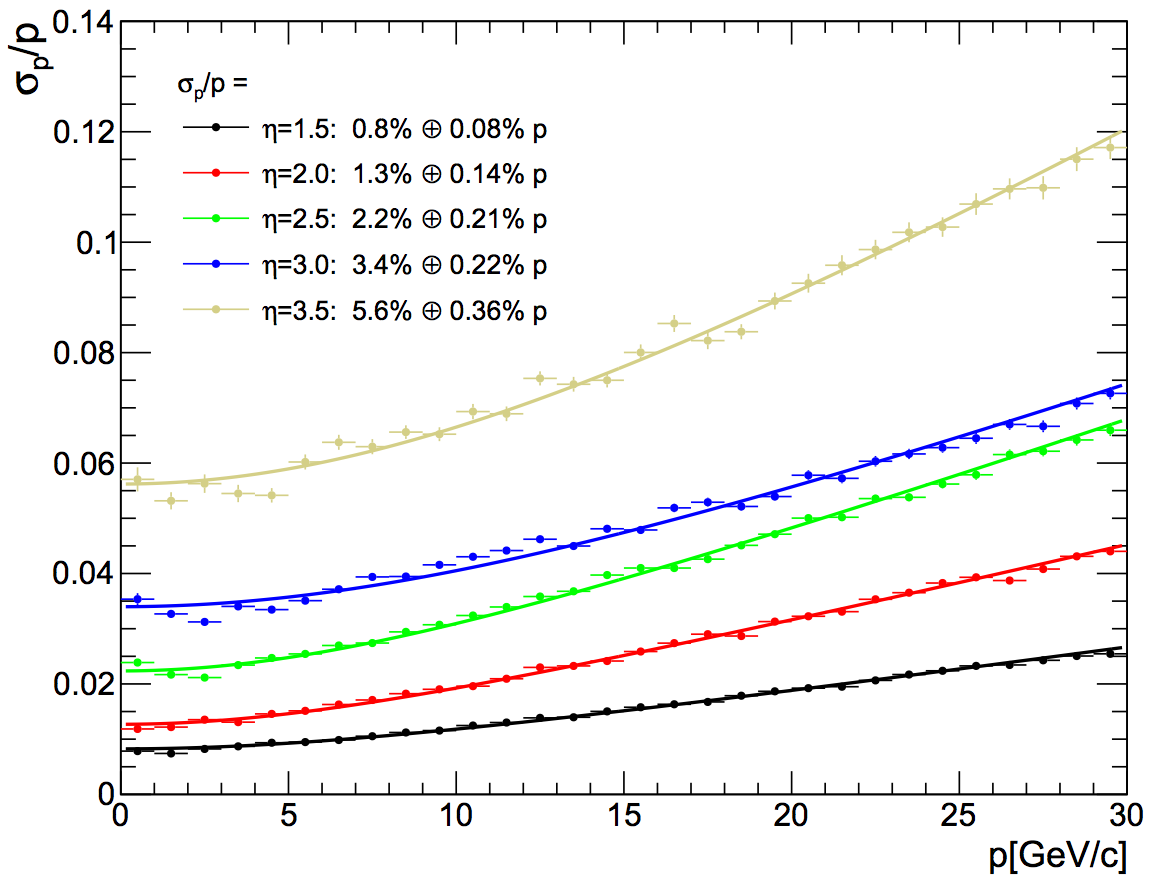 σp/p
0.14
0.12
0.1
0.08
0.06
0.04
0.02
0
σp/p =
η=1.5: 0.8% ⊕ 0.08% p
η=2.0: 1.3% ⊕ 0.14% p
η=2.5: 2.2% ⊕ 0.21% p
η=3.0: 3.4% ⊕ 0.22% p
η=3.5: 5.6% ⊕ 0.36% p
0 5 10 15 20 25 30
p[GeV/c]